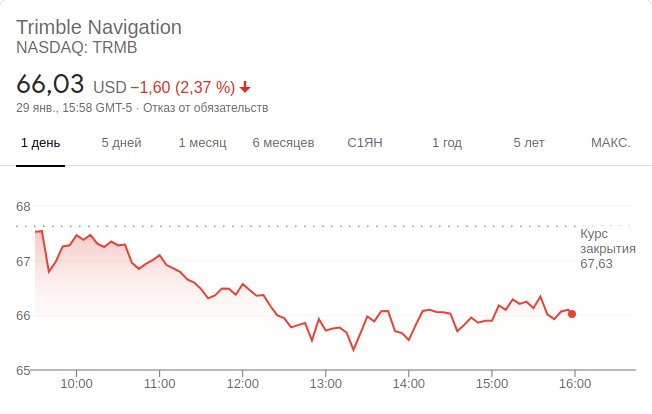 Trimble Navigation
NASDAQ: TRMB
66,03 USD −1,60 (2,37 %)
29 янв., 15:58 GMT-5 · Отказ от обязательств
1 день 5 дней 1 месяц 6 месяцев С1ЯН 1 год 5 лет МАКС.
68
Курс
закрытия
67,63
67
66
65
10:00 11:00 12:00 13:00 14:00 15:00 16:00